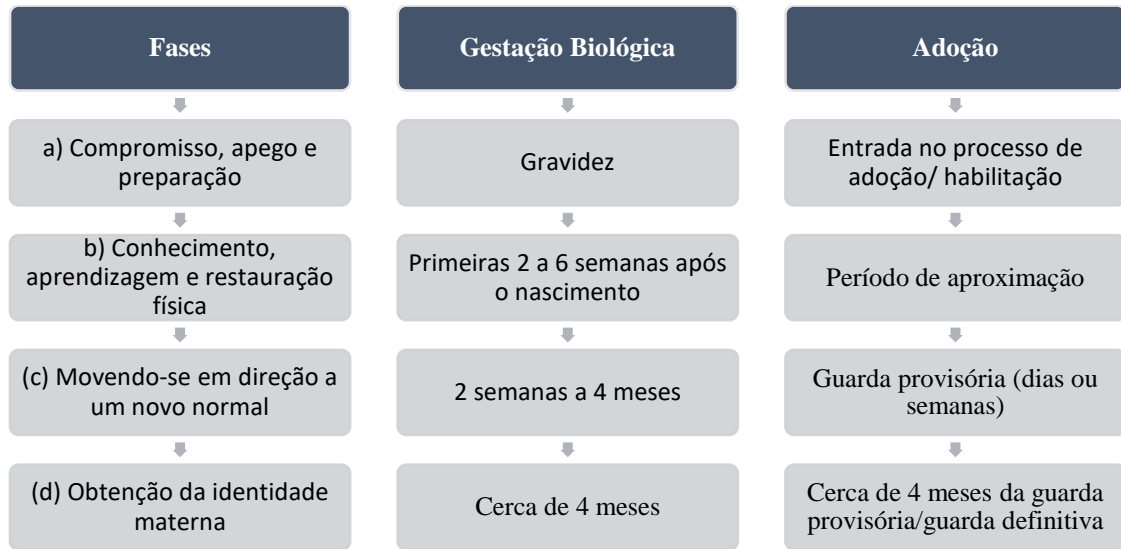 Fases
a) Compromisso, apego e
preparação
b) Conhecimento,
aprendizagem e restauração
física
(c) Movendo-se em direção a
um novo normal
(d) Obtenção da identidade
materna
Gestação Biológica
Gravidez
Primeiras 2 a 6 semanas após
o nascimento
2 semanas a 4 meses
Cerca de 4 meses
Adoção
Entrada no processo de
adoção/ habilitação
Período de aproximação
Guarda provisória (dias ou
semanas)
Cerca de 4 meses da guarda
provisória/guarda definitiva